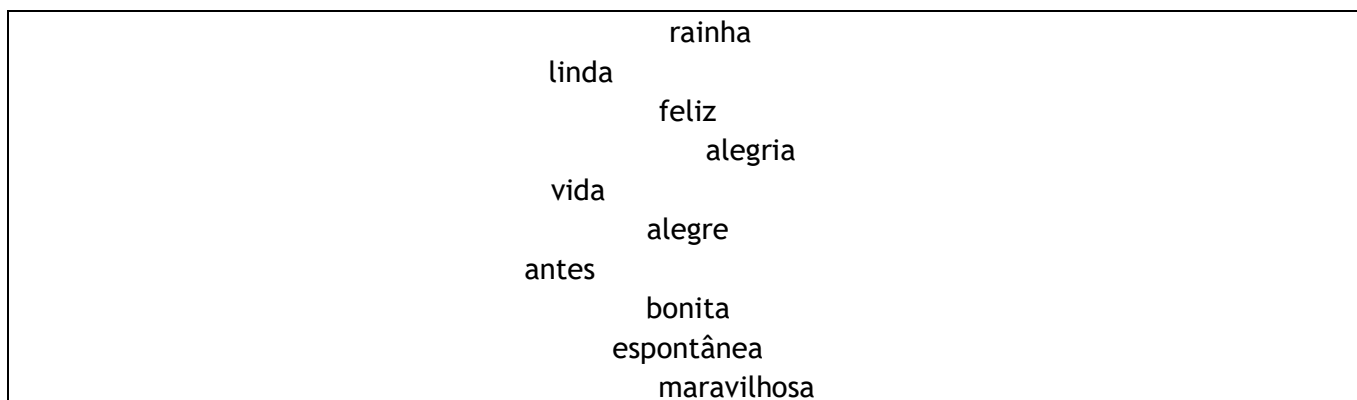 rainha
linda
feliz
alegria
vida
alegre
antes
bonita
espontânea
maravilhosa